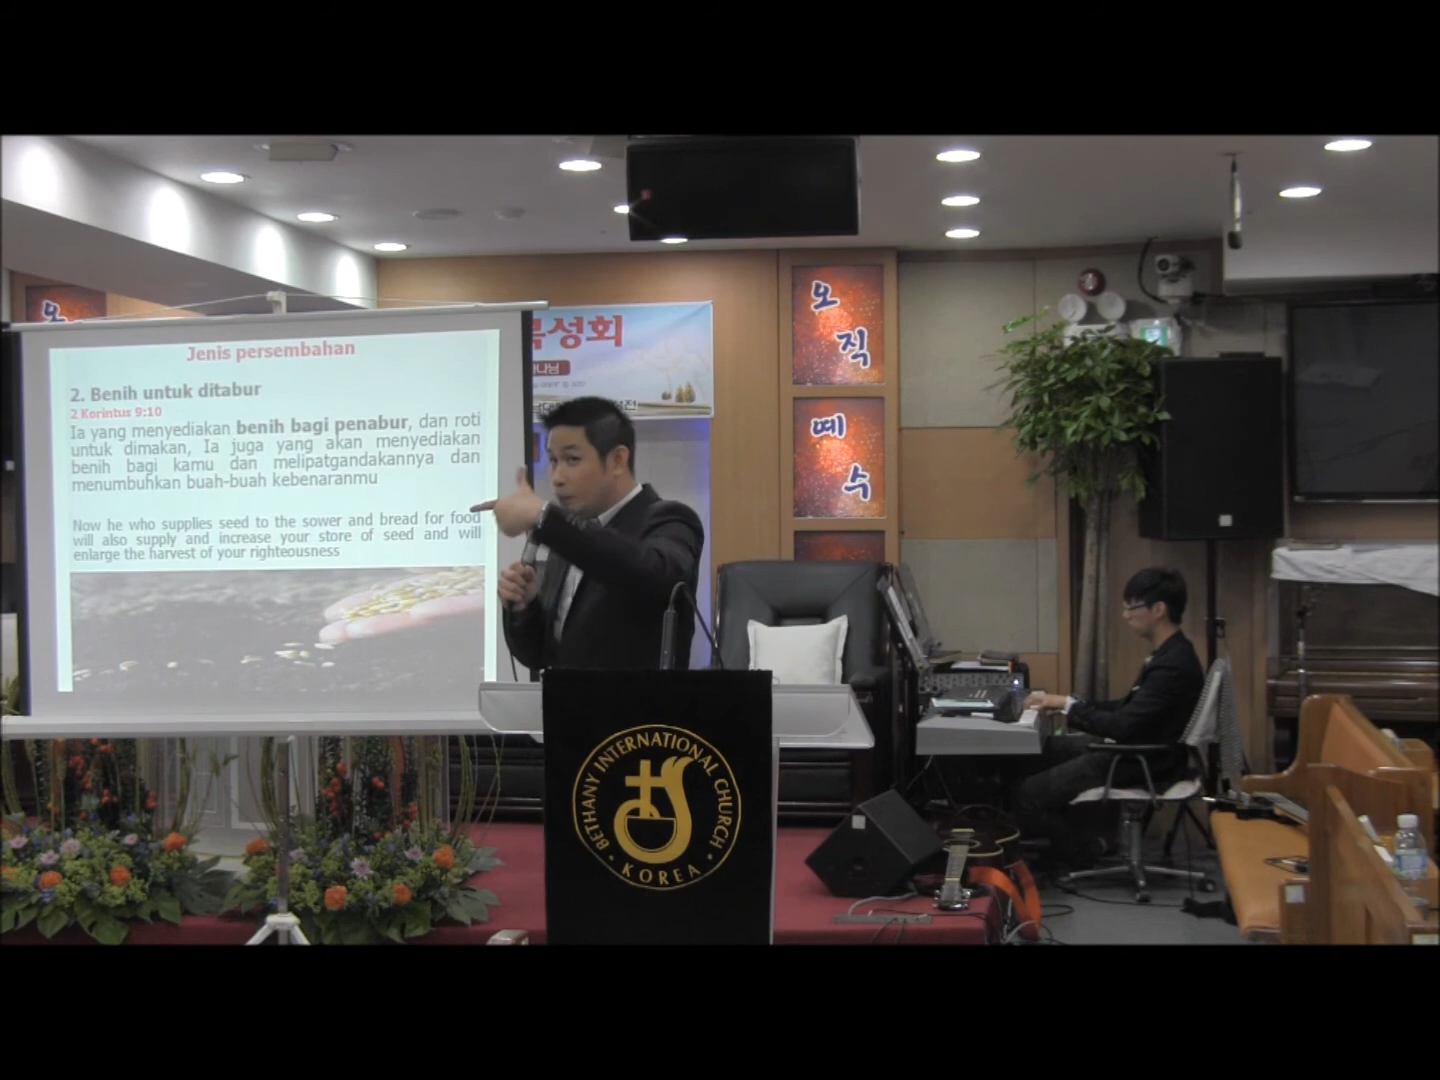 Jenis persembahan
2. Benih untuk ditabur
2 Korintus 9:10
Ia yang menyediakan benih bagi penabur, dan roti
untuk dimakan, Ia juga yang akan menyediakan
benih bagi kamu dan melipatgandakannya dan
menumbuhkan buah-buah kebenaranmu
Now he who supplies seed to the sower and bread for food
will also supply and increase your store of seed and will
enlarge the harvest of your righteousness
오
성회
오
직
예
수
BETHANY INTERNATIONAL CHURCH
KOREA